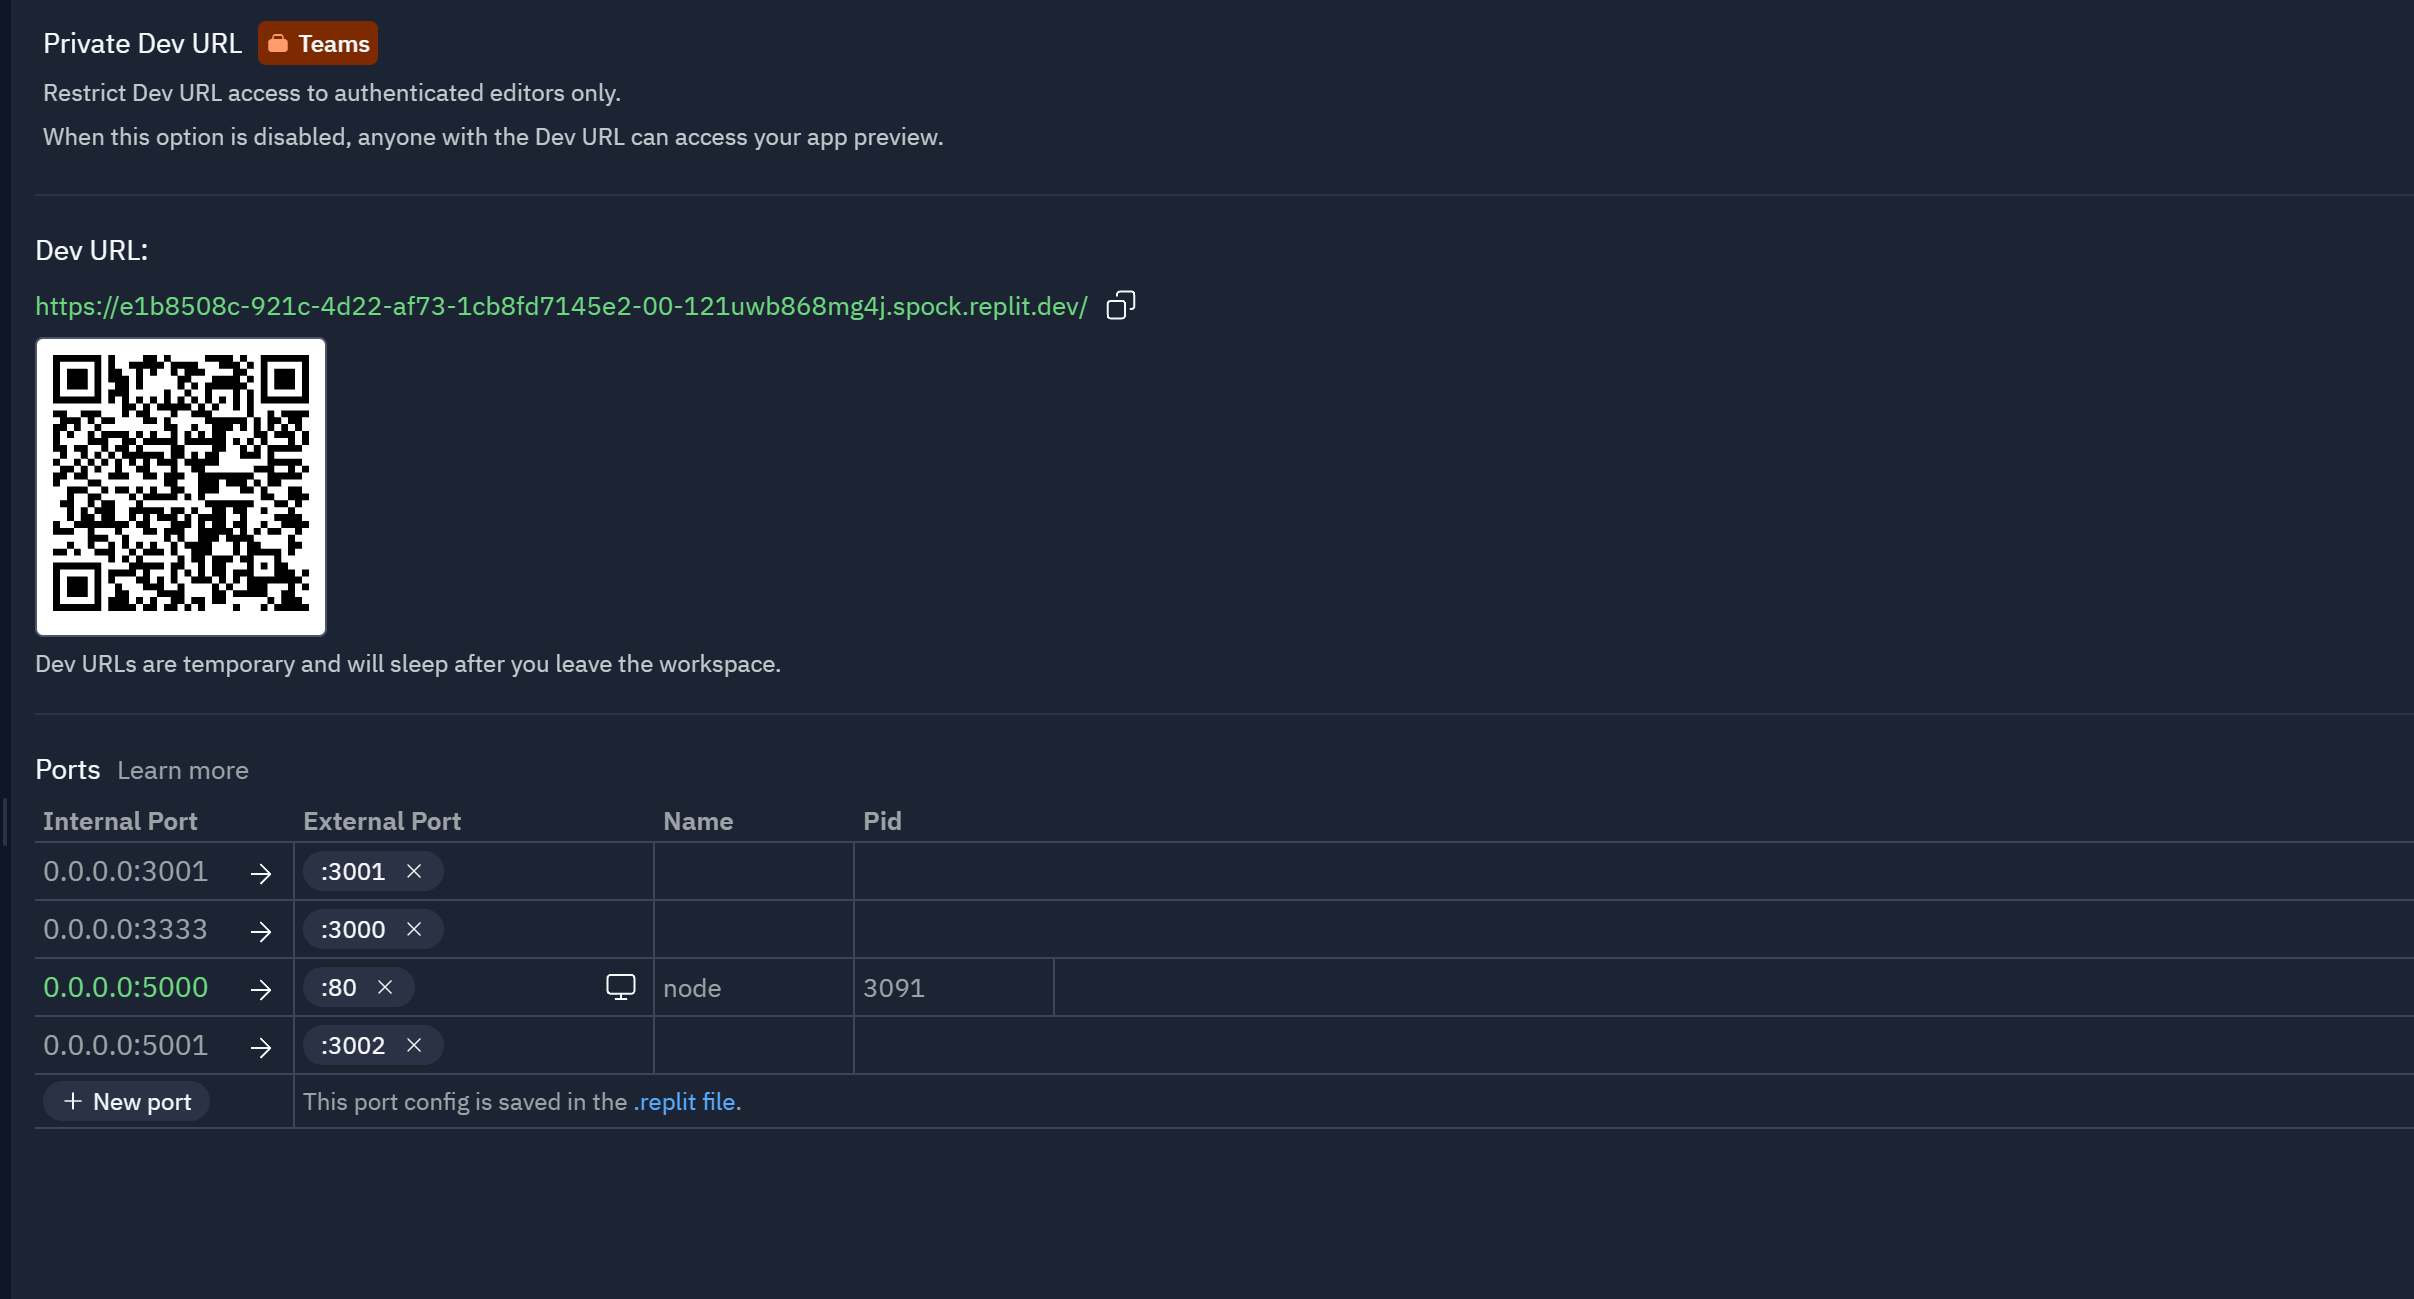 Private Dev URL Teams
Restrict Dev URL access to authenticated editors only.
When this option is disabled, anyone with the Dev URL can access your app preview.
Dev URL:
https://e1b8508c-921c-4d22-af73-1cb8fd7145e2-00-121uwb868mg4j.spock.replit.dev/
Dev URLs are temporary and will sleep after you leave the workspace.
Ports Learn more
Internal Port External Port Name Pid
0.0.0.0:3001 → :3001 ×
0.0.0.0:3333 → :3000 ×
0.0.0.0:5000 → :80 × node 3091
0.0.0.0:5001 → :3002 ×
+ New port This port config is saved in the .replit file.